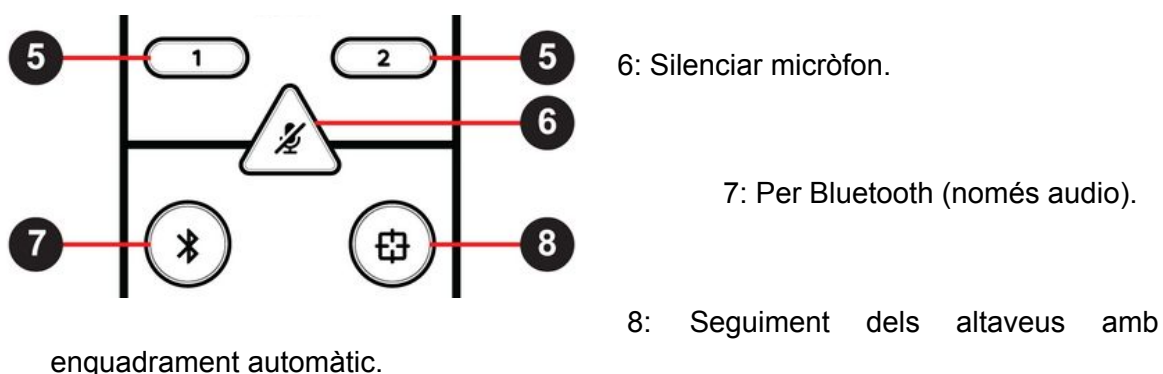 5 1 2 5
6: Silenciar micròfon.
6
7: Per Bluetooth (només audio).
7 8
8: Seguiment dels altaveus amb
enquadrament automàtic.